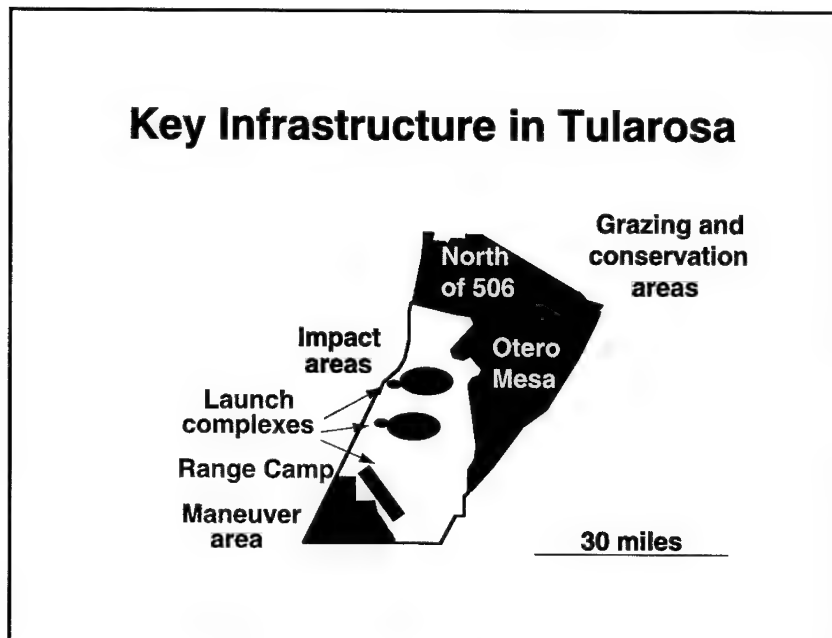 Key Infrastructure in Tularosa
Grazing and
conservation
areas
North
of 506
Impact
areas
Otero
Mesa
Launch
complexes
Range Camp
Maneuver
area
30 miles